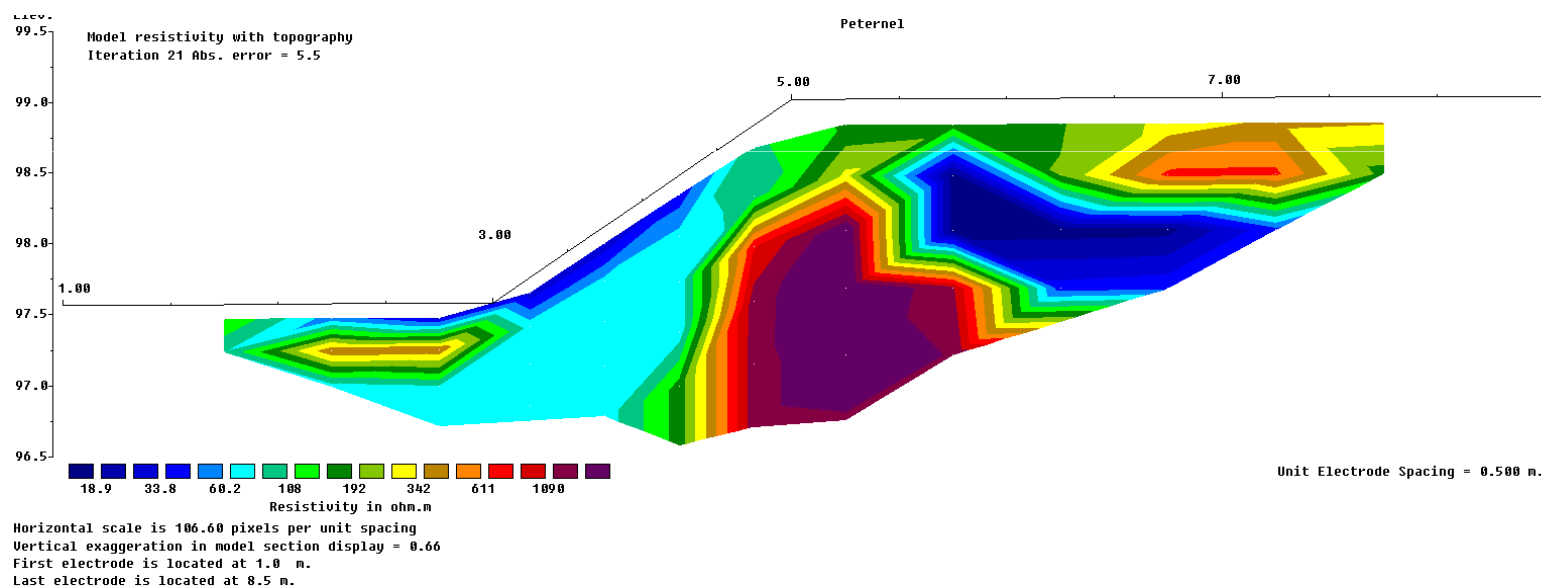 Elev.
Peternel
99.5
Model resistivity with topography
Iteration 21 Abs. error = 5.5
5.00
7.00
99.0
98.5
98.0
3.00
1.00
97.5
97.0
96.5
18.9 33.8 60.2 108 192 342 611 1090
Unit Electrode Spacing = 0.500 m.
Resistivity in ohm.m
Horizontal scale is 106.60 pixels per unit spacing
Vertical exaggeration in model section display = 0.66
First electrode is located at 1.0 m.
Last electrode is located at 8.5 m.